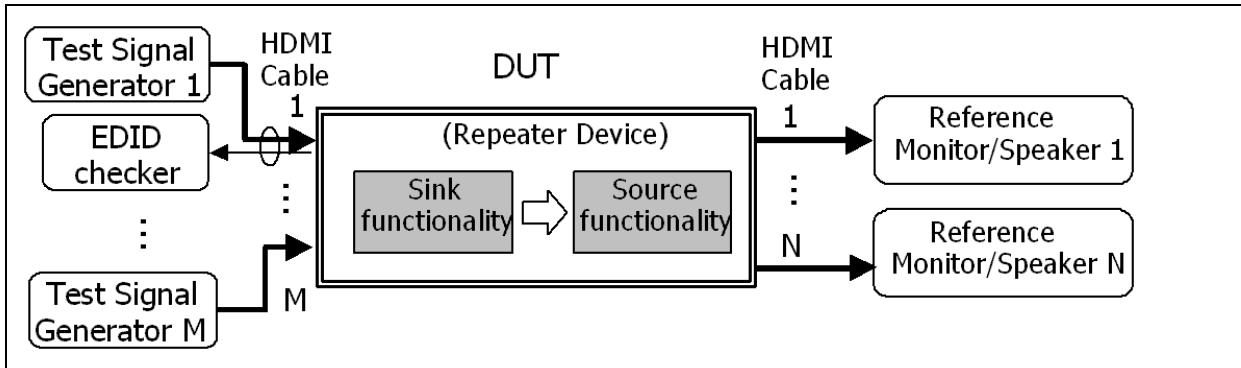 Test Signal
Generator 1
EDID
checker
⋮
Test Signal
Generator M
HDMI
Cable
1
⋮
M
DUT
(Repeater Device)
Sink
functionality
Source
functionality
HDMI
Cable
1
⋮
N
Reference
Monitor/Speaker 1
Reference
Monitor/Speaker N